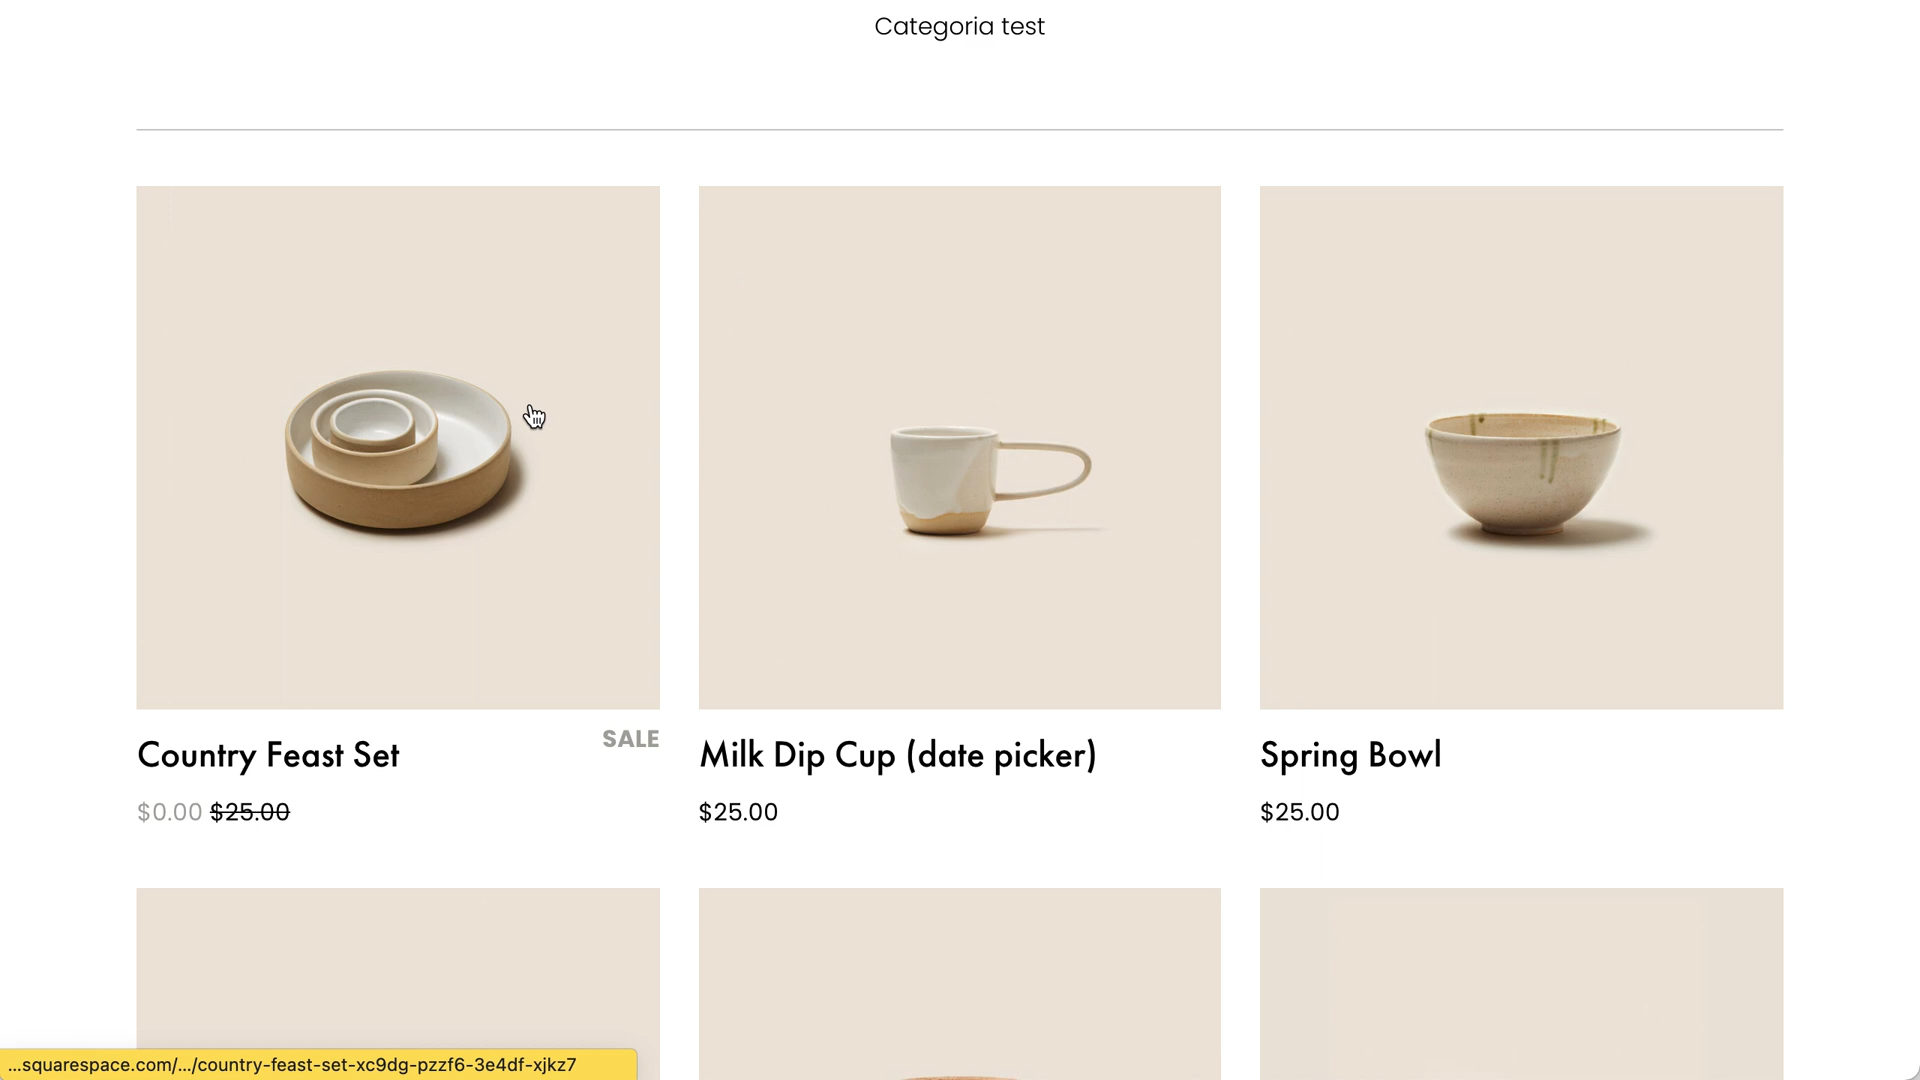 Categoria test
Country Feast Set
SALE
$0.00 $25.00
Milk Dip Cup (date picker)
$25.00
Spring Bowl
$25.00
...squarespace.com/.../country-feast-set-xc9dg-pzzf6-3e4df-xjkz7